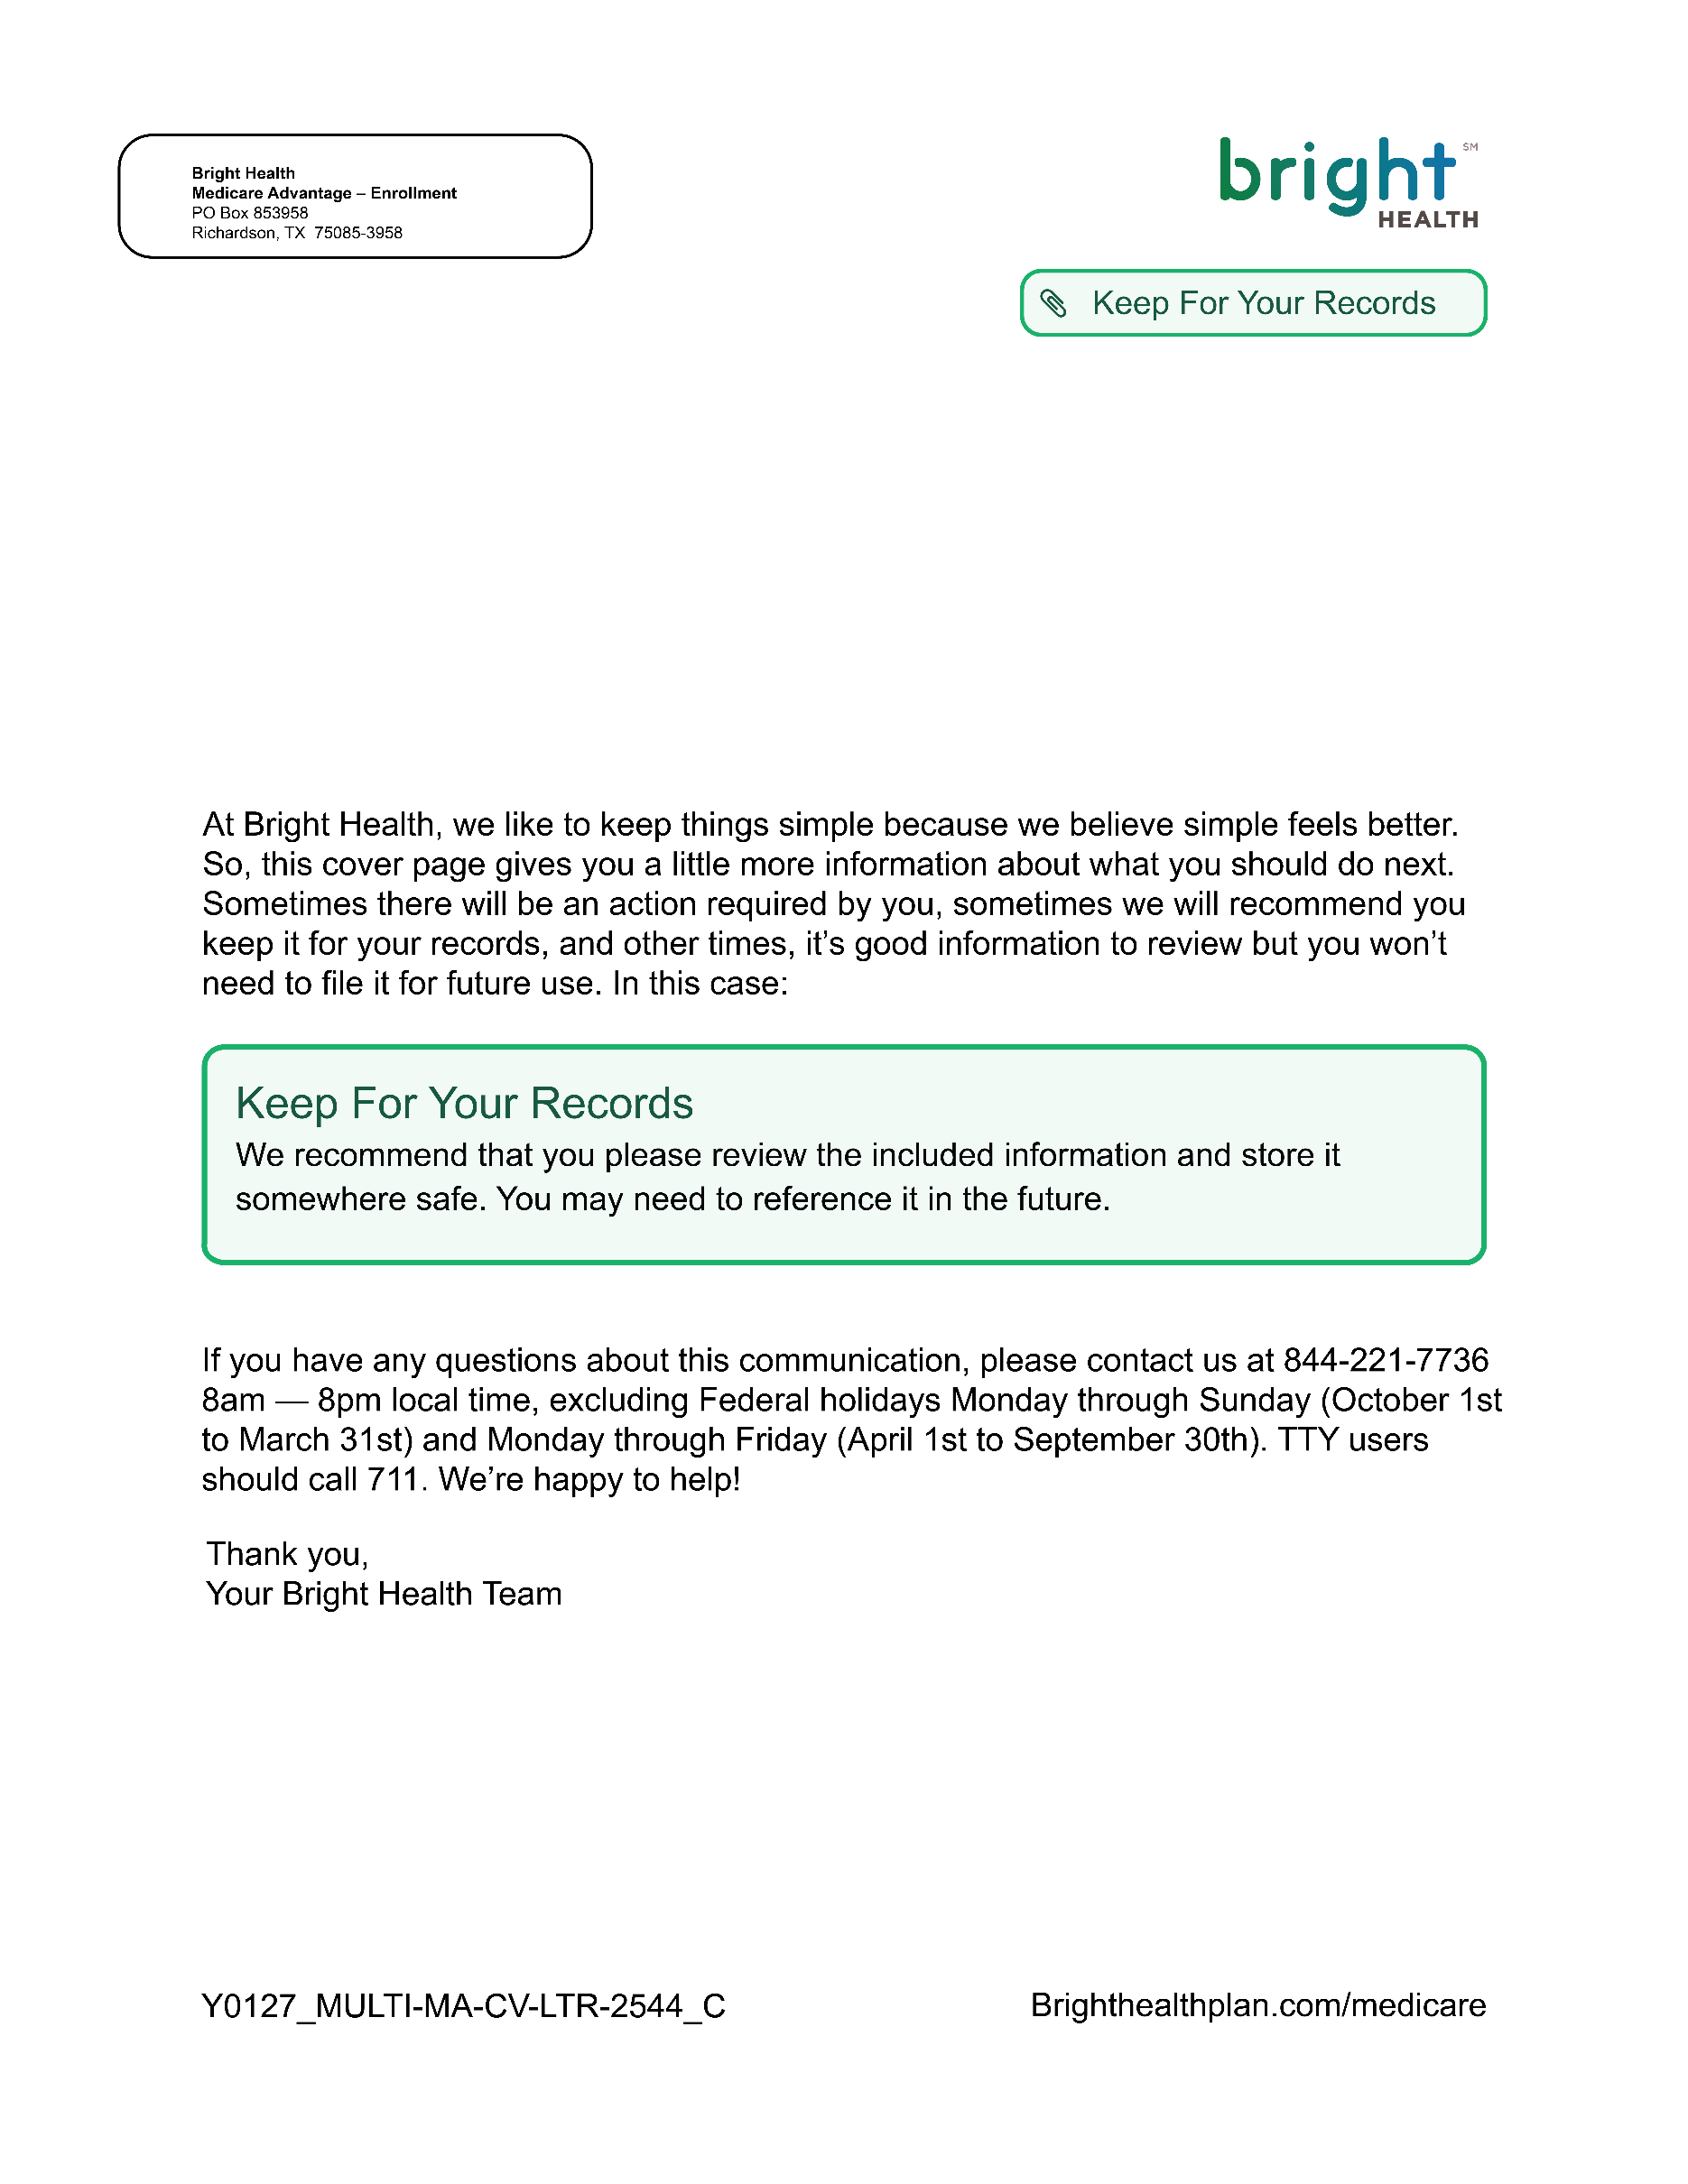 Bright Health
Medicare Advantage – Enrollment
PO Box 853958
Richardson, TX 75085-3958
bright SM
HEALTH
Keep For Your Records
At Bright Health, we like to keep things simple because we believe simple feels better.
So, this cover page gives you a little more information about what you should do next.
Sometimes there will be an action required by you, sometimes we will recommend you
keep it for your records, and other times, it’s good information to review but you won’t
need to file it for future use. In this case:
Keep For Your Records
We recommend that you please review the included information and store it
somewhere safe. You may need to reference it in the future.
If you have any questions about this communication, please contact us at 844-221-7736
8am — 8pm local time, excluding Federal holidays Monday through Sunday (October 1st
to March 31st) and Monday through Friday (April 1st to September 30th). TTY users
should call 711. We’re happy to help!
Thank you,
Your Bright Health Team
Y0127_MULTI-MA-CV-LTR-2544_C
Brighthealthplan.com/medicare